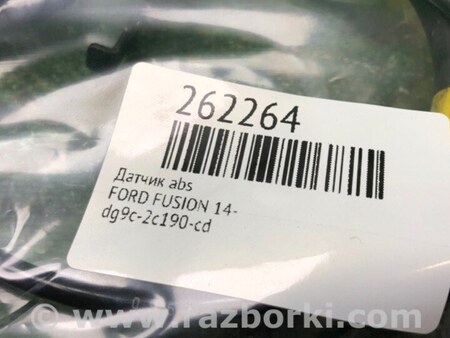 262264
Датчик abs
FORD FUSION 14-
dg9c-2c190-cd
© www.razborki.com